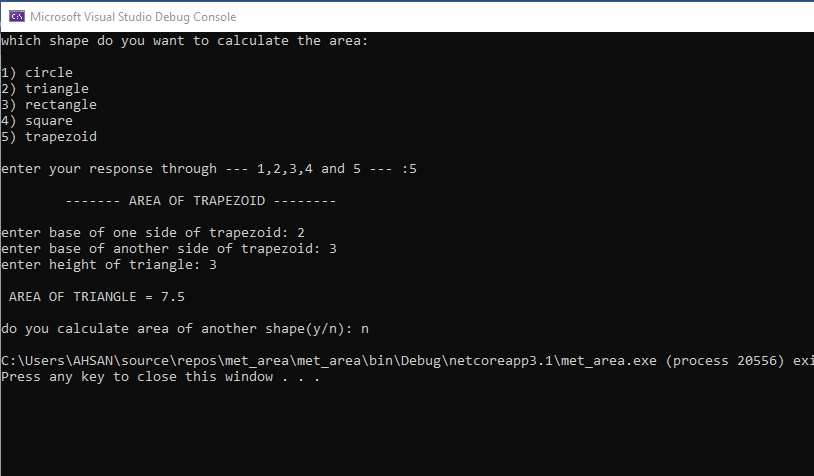 Microsoft Visual Studio Debug Console
which shape do you want to calculate the area:
1) circle
2) triangle
3) rectangle
4) square
5) trapezoid
enter your response through --- 1,2,3,4 and 5 --- :5
------- AREA OF TRAPEZOID --------
enter base of one side of trapezoid: 2
enter base of another side of trapezoid: 3
enter height of triangle: 3
AREA OF TRIANGLE = 7.5
do you calculate area of another shape(y/n): n
C:\Users\AHSAN\source\repos\met_area\met_area\bin\Debug\netcoreapp3.1\met_area.exe (process 20556) exi
Press any key to close this window . . .